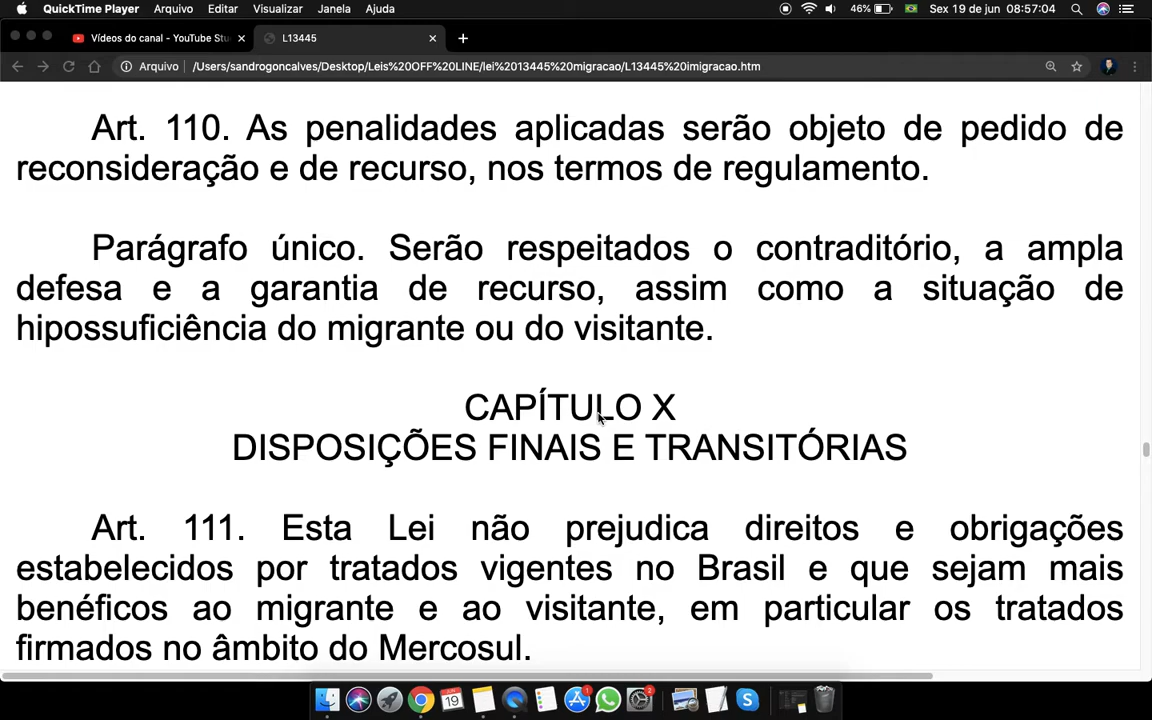 QuickTime Player Arquivo Editar Visualizar Janela Ajuda 46% Sex 19 de jun 08:57:04
Vídeos do canal - YouTube Stu L13445
Arquivo /Users/sandrogoncalves/Desktop/Leis%20OFF%20LINE/lei%2013445%20migracao/L13445%20imigracao.htm
Art. 110. As penalidades aplicadas serão objeto de pedido de
reconsideração e de recurso, nos termos de regulamento.
Parágrafo único. Serão respeitados o contraditório, a ampla
defesa e a garantia de recurso, assim como a situação de
hipossuficiência do migrante ou do visitante.
CAPÍTULO X
DISPOSIÇÕES FINAIS E TRANSITÓRIAS
Art. 111. Esta Lei não prejudica direitos e obrigações
estabelecidos por tratados vigentes no Brasil e que sejam mais
benéficos ao migrante e ao visitante, em particular os tratados
firmados no âmbito do Mercosul.
JUN 19 1 2